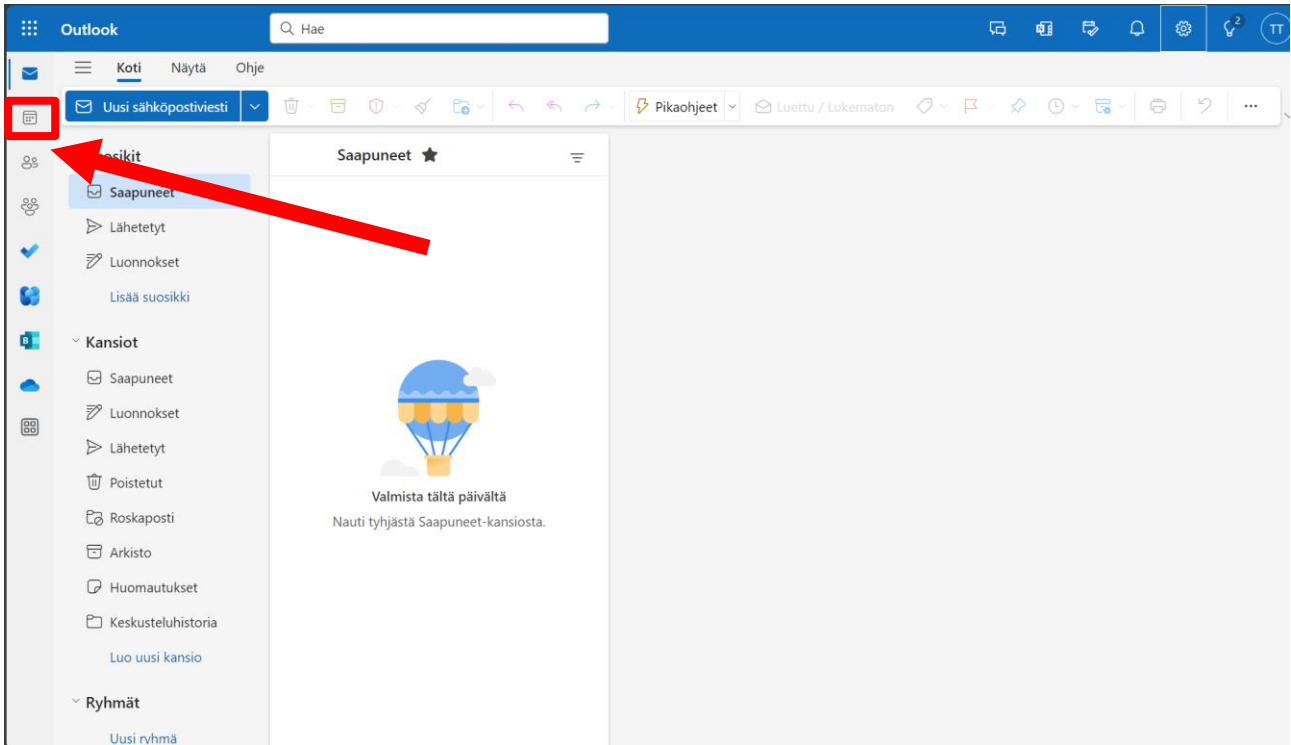 Outlook
Hae
2
TT
Koti Näytä Ohje
Uusi sähköpostiviesti
Pikaohjeet
Luettu / Lukematon
osikit
Saapuneet
Lähetetyt
Luonnokset
Lisää suosikki
Kansiot
Saapuneet
Luonnokset
Lähetetyt
Poistetut
Roskaposti
Arkisto
Huomautukset
Keskusteluhistoria
Luo uusi kansio
Ryhmät
Uusi ryhmä
Saapuneet
Valmista tältä päivältä
Nauti tyhjästä Saapuneet-kansiosta.
B